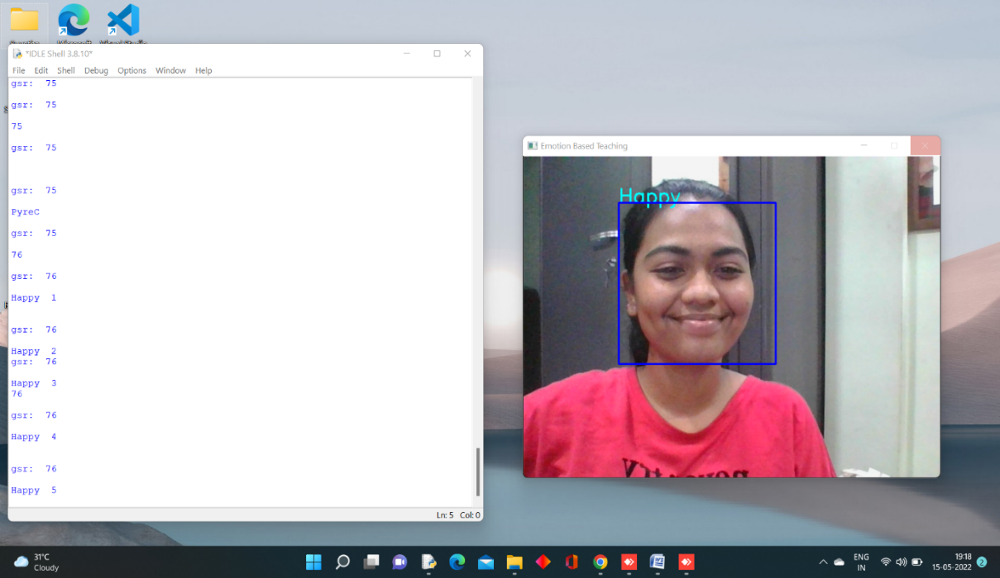 *IDLE Shell 3.8.10*
File Edit Shell Debug Options Window Help
gsr: 75
gsr: 75
75
gsr: 75
gsr: 75
PyreC
gsr: 75
76
gsr: 76
Happy 1
gsr: 76
Happy 2
gsr: 76
Happy 3
76
gsr: 76
Happy 4
gsr: 76
Happy 5
Ln: 5 Col: 0
Emotion Based Teaching
Happy
31°C
Cloudy
ENG
IN
19:18
15-05-2022
2